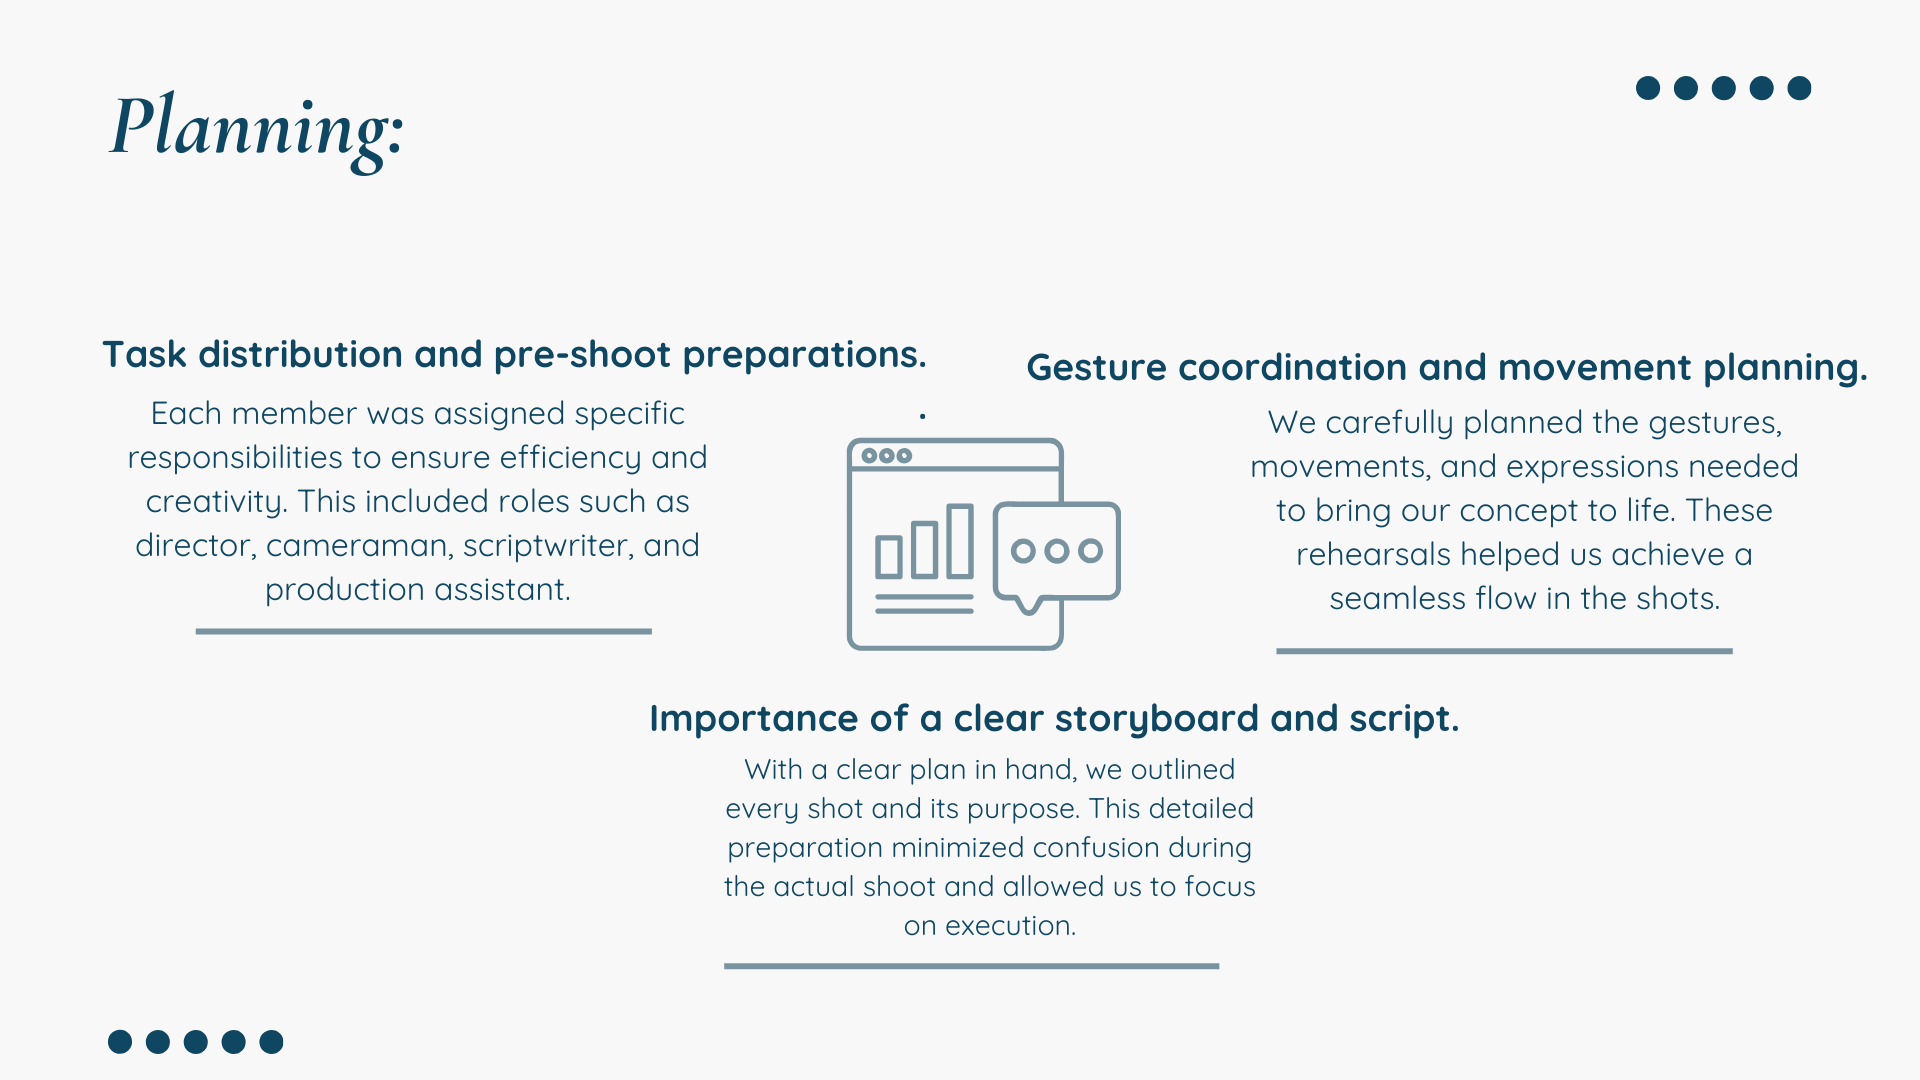 Planning:
Task distribution and pre-shoot preparations.
Each member was assigned specific
responsibilities to ensure efficiency and
creativity. This included roles such as
director, cameraman, scriptwriter, and
production assistant.
.
Gesture coordination and movement planning.
We carefully planned the gestures,
movements, and expressions needed
to bring our concept to life. These
rehearsals helped us achieve a
seamless flow in the shots.
Importance of a clear storyboard and script.
With a clear plan in hand, we outlined
every shot and its purpose. This detailed
preparation minimized confusion during
the actual shoot and allowed us to focus
on execution.